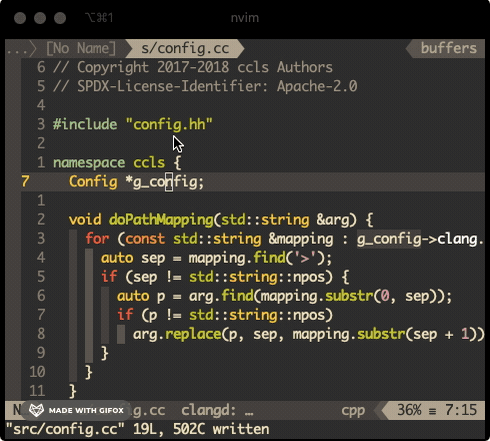 ⌥⌘1 nvim
...〉 [No Name] s/config.cc buffers
6 // Copyright 2017-2018 ccls Authors
5 // SPDX-License-Identifier: Apache-2.0
4
3 #include "config.hh"
2
1 namespace ccls {
7 Config *g_config;
1
2 void doPathMapping(std::string &arg) {
3 for (const std::string &mapping : g_config->clang.
4 auto sep = mapping.find('>');
5 if (sep != std::string::npos) {
6 auto p = arg.find(mapping.substr(0, sep));
7 if (p != std::string::npos)
8 arg.replace(p, sep, mapping.substr(sep + 1))
9 }
10 }
11 }
N MADE WITH GIFOX g.cc clangd: … cpp 36% ≡ 7:15
"src/config.cc" 19L, 502C written